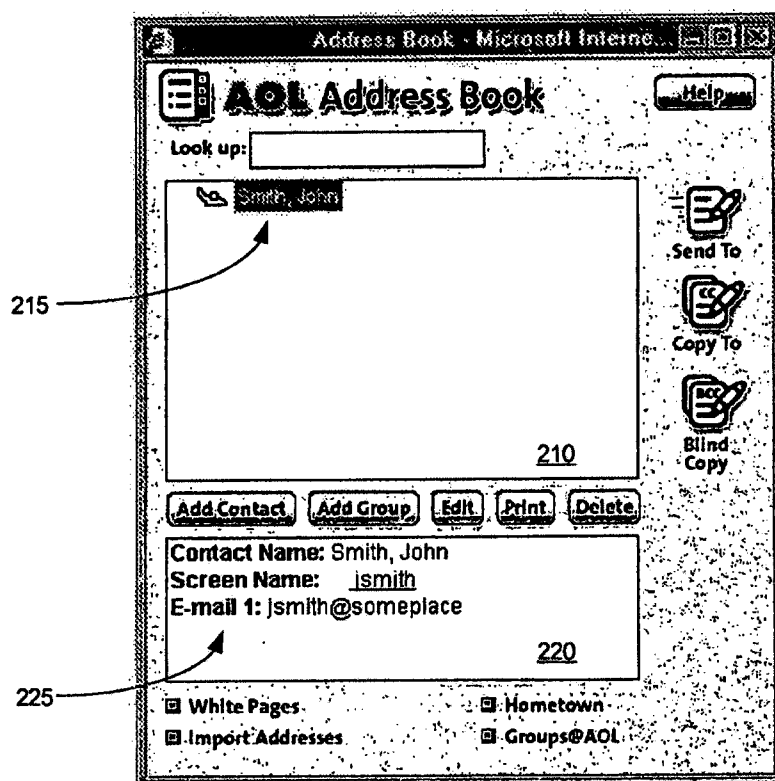 Address Book - Microsoft Interne...
AOL Address Book
Help
Look up:
Smith, John
Send To
215
CC
Copy To
BCC
Blind Copy
210
Add Contact Add Group Edit Print Delete
Contact Name: Smith, John
Screen Name: jsmith
E-mail 1: jsmith@someplace
220
225
White Pages Hometown
Import Addresses Groups@AOL